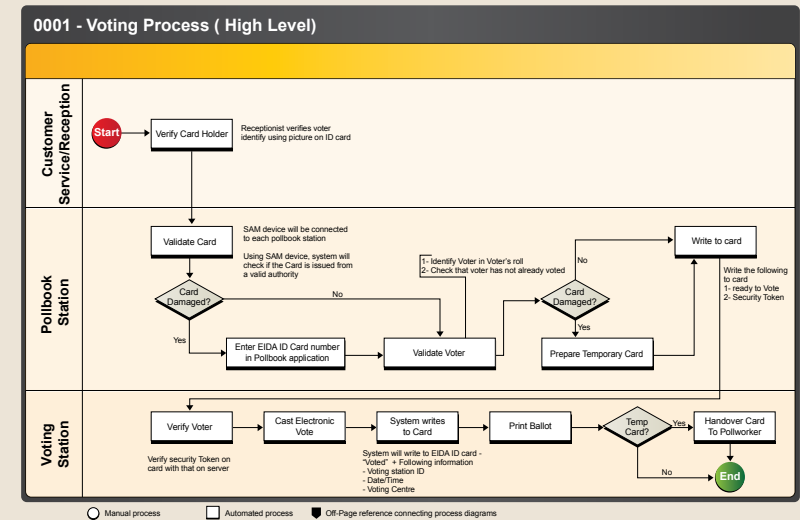 0001 - Voting Process ( High Level)
Customer
Service/Reception
Start
Verify Card Holder
Receptionist verifies voter
identify using picture on ID card
Pollbook
Station
Validate Card
SAM device will be connected
to each pollbook station
Using SAM device, system will
check if the Card is issued from
a valid authority
Card
Damaged?
No
Yes
Enter EIDA ID Card number
in Pollbook application
1- Identify Voter in Voter's roll
2- Check that voter has not already voted
Validate Voter
Card
Damaged?
No
Yes
Prepare Temporary Card
Write to card
Write the following
to card
1- ready to Vote
2- Security Token
Voting
Station
Verify Voter
Verify security Token on
card with that on server
Cast Electronic
Vote
System writes
to Card
System will write to EIDA ID card -
"Voted" + Following information
- Voting station ID
- Date/Time
- Voting Centre
Print Ballot
Temp
Card?
Yes
No
Handover Card
To Pollworker
End
Manual process
Automated process
Off-Page reference connecting process diagrams